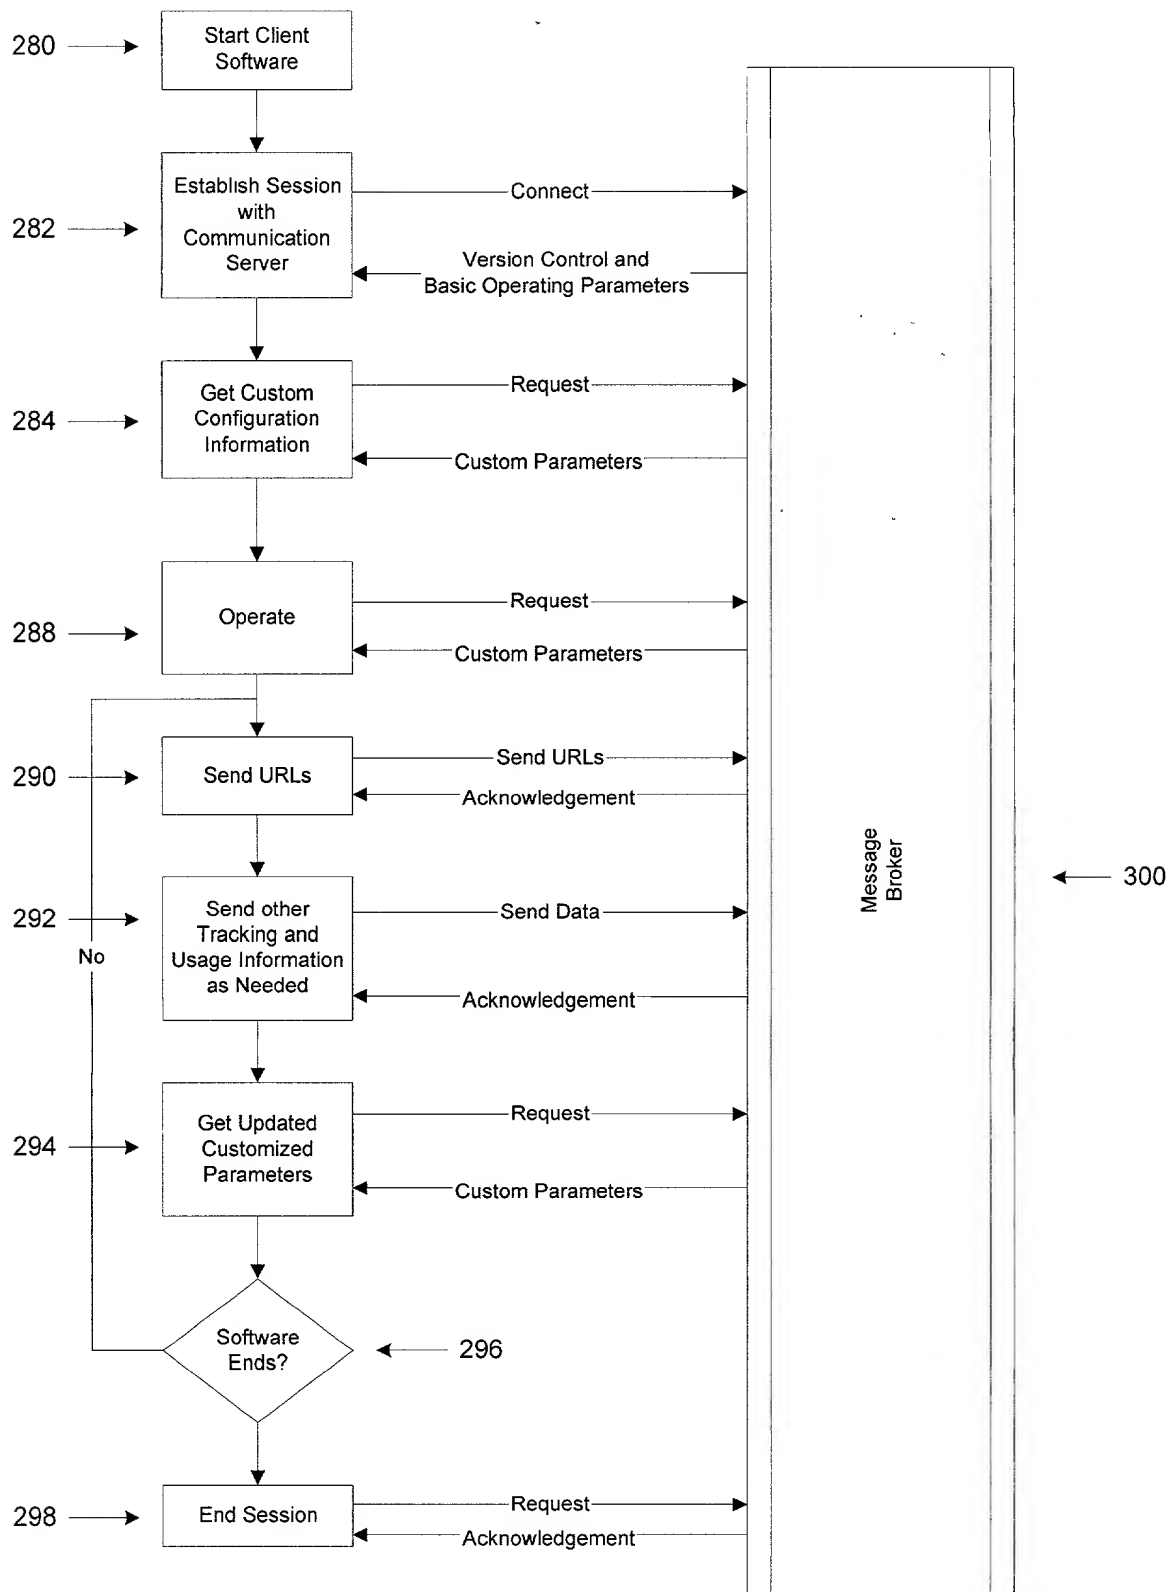 280
Start Client
Software
282
Establish Session
with
Communication
Server
Connect
Version Control and
Basic Operating Parameters
284
Get Custom
Configuration
Information
Request
Custom Parameters
288
Operate
Request
Custom Parameters
290
Send URLs
Send URLs
Acknowledgement
292
Send other
Tracking and
Usage Information
as Needed
Send Data
Acknowledgement
No
Message
Broker
300
294
Get Updated
Customized
Parameters
Request
Custom Parameters
Software
Ends?
296
298
End Session
Request
Acknowledgement